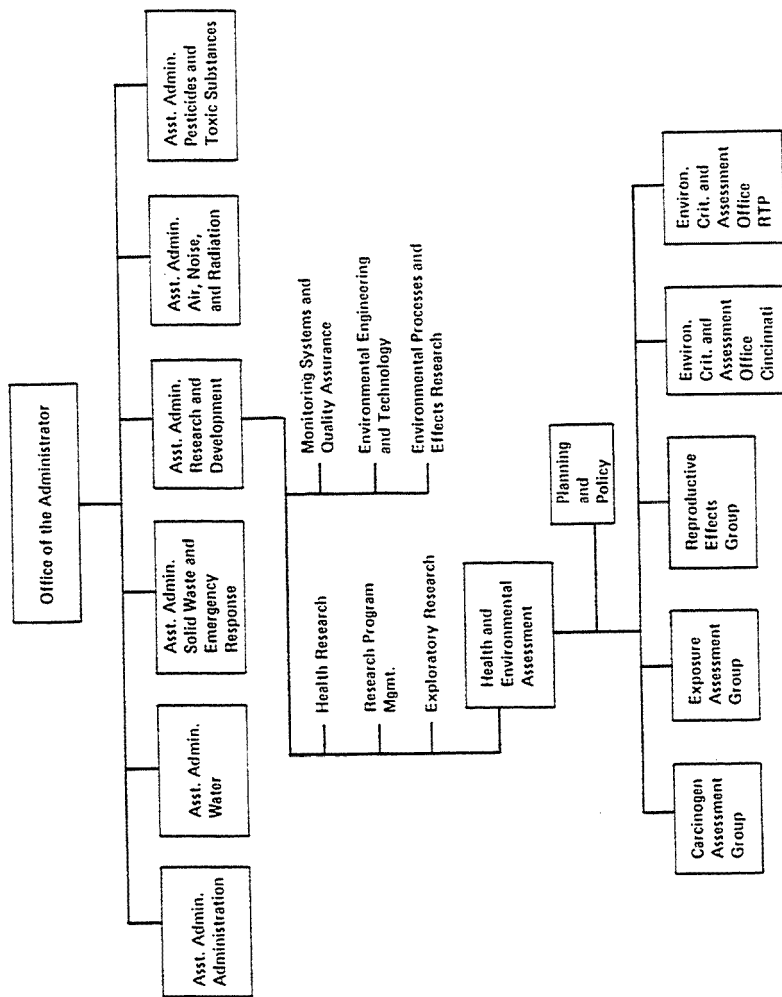 Office of the Administrator
Asst. Admin.
Administration
Asst. Admin.
Water
Asst. Admin.
Solid Waste and
Emergency
Response
Asst. Admin.
Research and
Development
Asst. Admin.
Air, Noise,
and Radiation
Asst. Admin.
Pesticides and
Toxic Substances
Health Research
Research Program
Mgmt.
Exploratory Research
Monitoring Systems and
Quality Assurance
Environmental Engineering
and Technology
Environmental Processes and
Effects Research
Health and
Environmental
Assessment
Planning
and
Policy
Carcinogen
Assessment
Group
Exposure
Assessment
Group
Reproductive
Effects
Group
Environ.
Crit. and
Assessment
Office
Cincinnati
Environ.
Crit. and
Assessment
Office
RTP